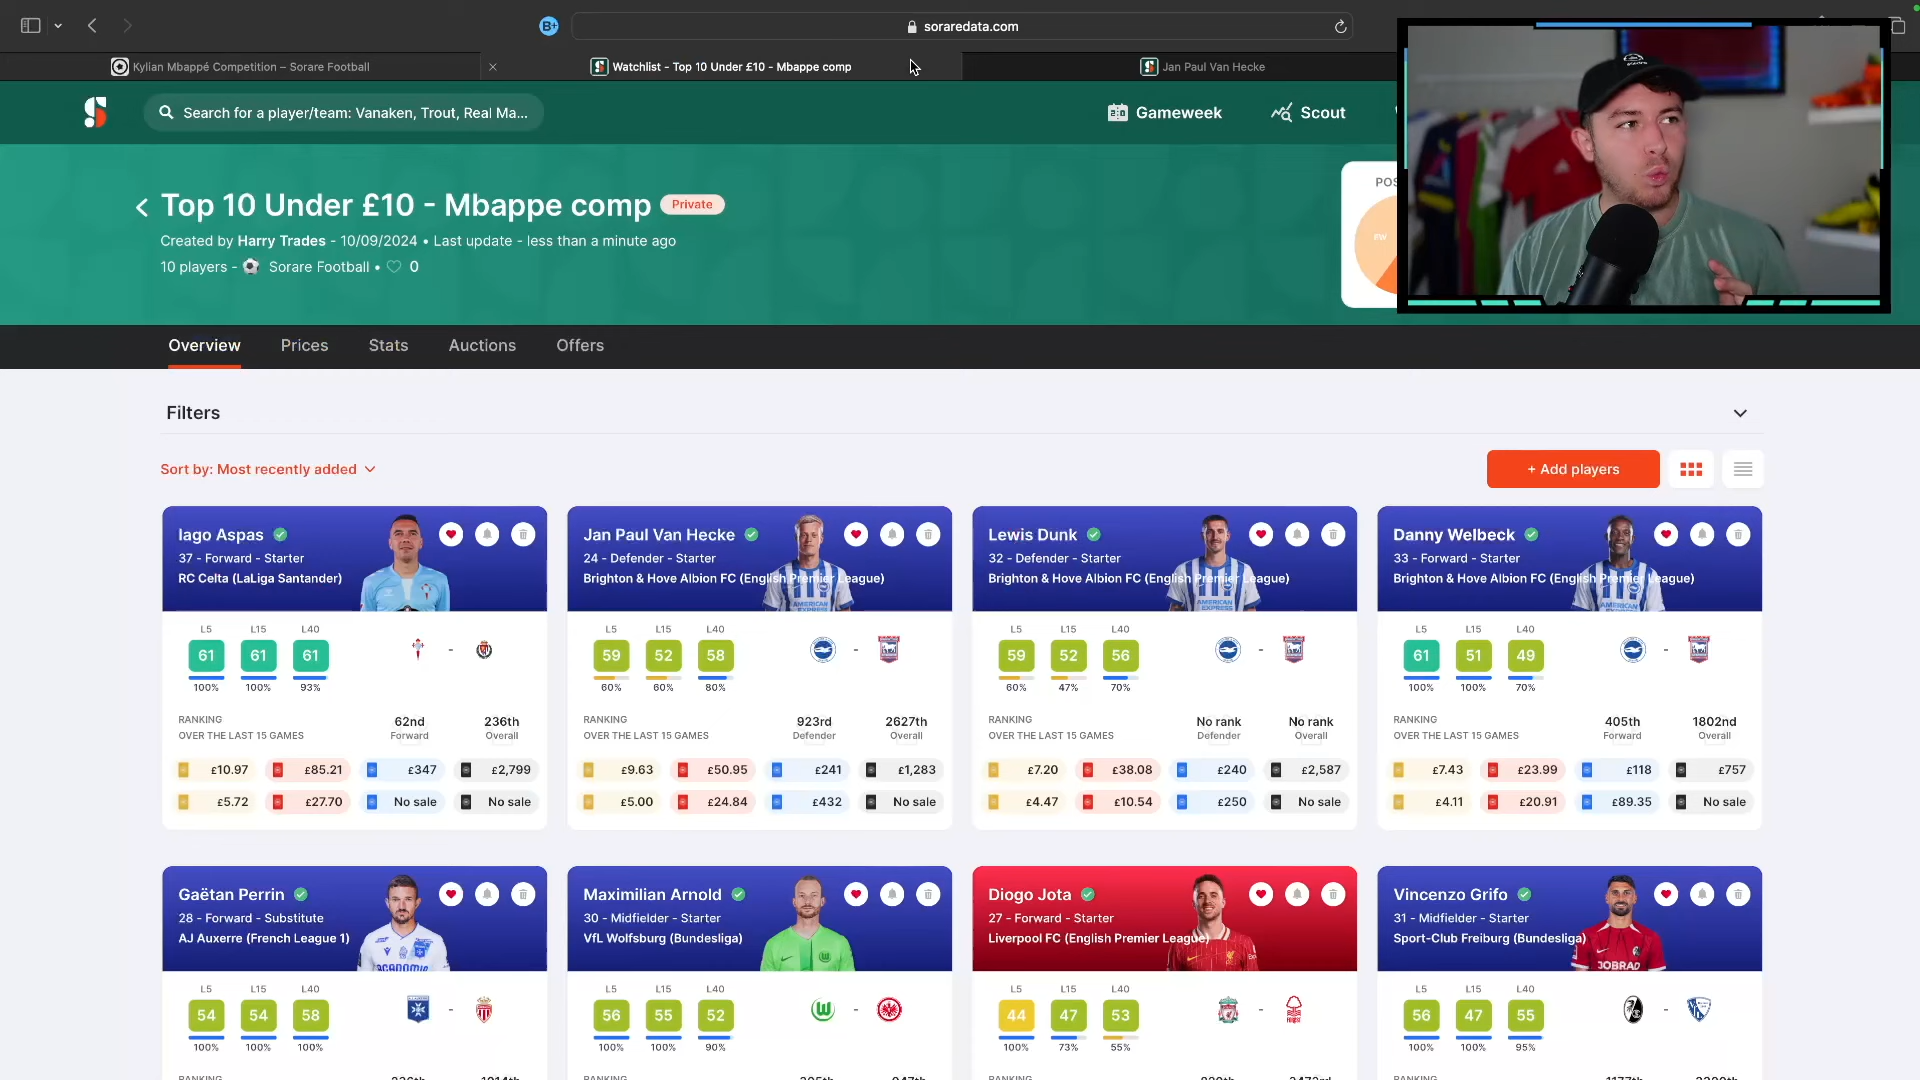 soraredata.com
Kylian Mbappé Competition – Sorare Football
Watchlist - Top 10 Under £10 - Mbappe comp
Jan Paul Van Hecke
Search for a player/team: Vanaken, Trout, Real Ma...
Gameweek
Scout
Top 10 Under £10 - Mbappe comp Private
Created by Harry Trades - 10/09/2024 • Last update - less than a minute ago
10 players - Sorare Football • 0
POS
FW
Overview Prices Stats Auctions Offers
Filters
Sort by: Most recently added
+ Add players
Iago Aspas
37 - Forward - Starter
RC Celta (LaLiga Santander)
L5 L15 L40
61 61 61
100% 100% 93%
RANKING
OVER THE LAST 15 GAMES
62nd Forward
236th Overall
£10.97 £85.21 £347 £2,799
£5.72 £27.70 No sale No sale
Jan Paul Van Hecke
24 - Defender - Starter
Brighton & Hove Albion FC (English Premier League)
L5 L15 L40
59 52 58
60% 60% 80%
RANKING
OVER THE LAST 15 GAMES
923rd Defender
2627th Overall
£9.63 £50.95 £241 £1,283
£5.00 £24.84 £432 No sale
Lewis Dunk
32 - Defender - Starter
Brighton & Hove Albion FC (English Premier League)
L5 L15 L40
59 52 56
60% 47% 70%
RANKING
OVER THE LAST 15 GAMES
No rank Defender
No rank Overall
£7.20 £38.08 £240 £2,587
£4.47 £10.54 £250 No sale
Danny Welbeck
33 - Forward - Starter
Brighton & Hove Albion FC (English Premier League)
L5 L15 L40
61 51 49
100% 100% 70%
RANKING
OVER THE LAST 15 GAMES
405th Forward
1802nd Overall
£7.43 £23.99 £118 £757
£4.11 £20.91 £89.35 No sale
AMERICAN EXPRESS
AMERICAN EXPRESS
AMERICAN EXPRESS
Gaëtan Perrin
28 - Forward - Substitute
AJ Auxerre (French League 1)
L5 L15 L40
54 54 58
100% 100% 100%
RANKING
Maximilian Arnold
30 - Midfielder - Starter
VfL Wolfsburg (Bundesliga)
L5 L15 L40
56 55 52
100% 100% 90%
RANKING
Diogo Jota
27 - Forward - Starter
Liverpool FC (English Premier League)
L5 L15 L40
44 47 53
100% 73% 55%
RANKING
Vincenzo Grifo
31 - Midfielder - Starter
Sport-Club Freiburg (Bundesliga)
JOBRAD
L5 L15 L40
56 47 55
100% 100% 95%
RANKING